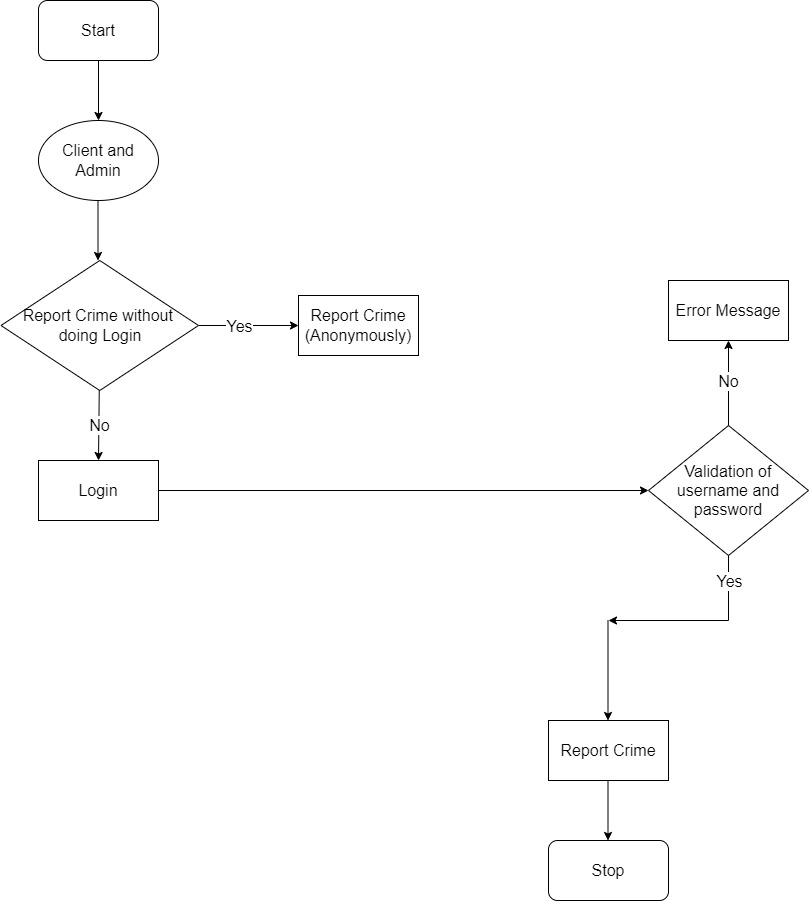 Start
Client and
Admin
Report Crime without
doing Login
Yes
Report Crime
(Anonymously)
Error Message
No
No
Login
Validation of
username and
password
Yes
Report Crime
Stop